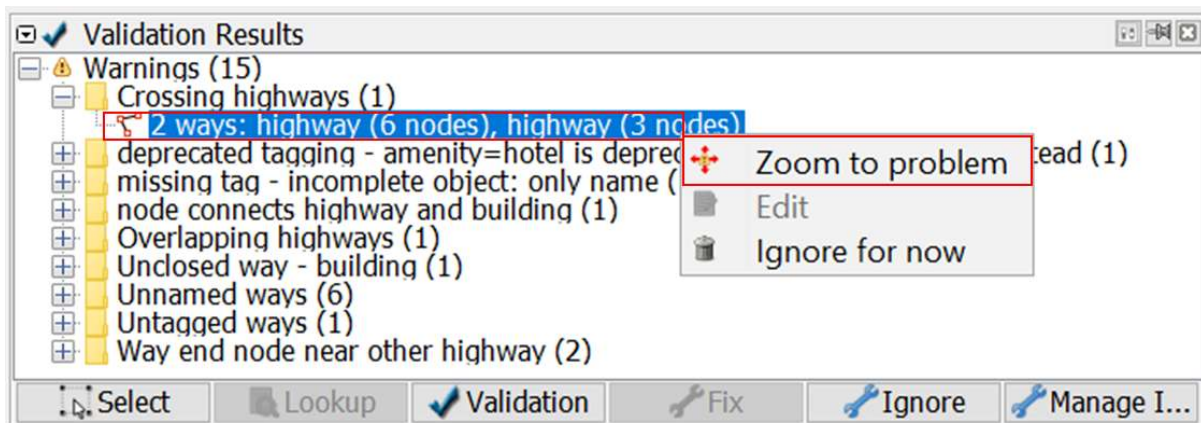 Validation Results
Warnings (15)
Crossing highways (1)
2 ways: highway (6 nodes), highway (3 nodes)
deprecated tagging - amenity=hotel is deprec tead (1)
missing tag - incomplete object: only name (
node connects highway and building (1)
Overlapping highways (1)
Unclosed way - building (1)
Unnamed ways (6)
Untagged ways (1)
Way end node near other highway (2)
Zoom to problem
Edit
Ignore for now
Select Lookup Validation Fix Ignore Manage I...